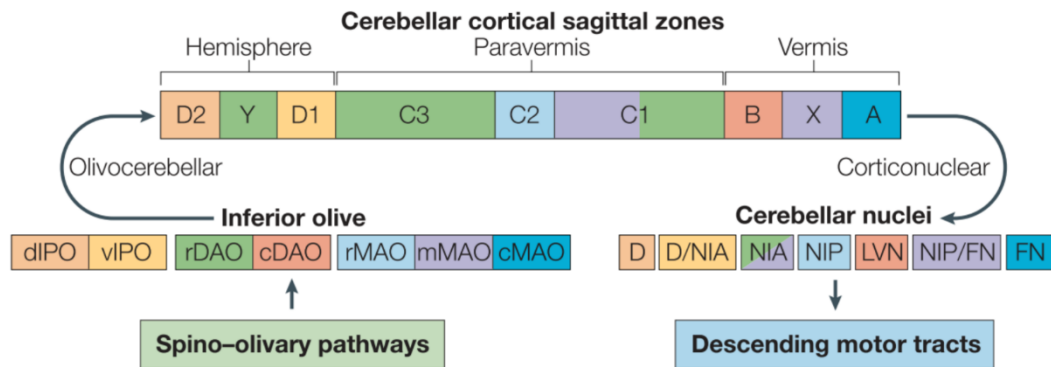 Cerebellar cortical sagittal zones
Hemisphere Paravermis Vermis
D2 Y D1 C3 C2 C1 B X A
Olivocerebellar Corticonuclear
Inferior olive Cerebellar nuclei
dIPO vIPO rDAO cDAO rMAO mMAO cMAO D D/NIA NIA NIP LVN NIP/FN FN
Spino–olivary pathways Descending motor tracts